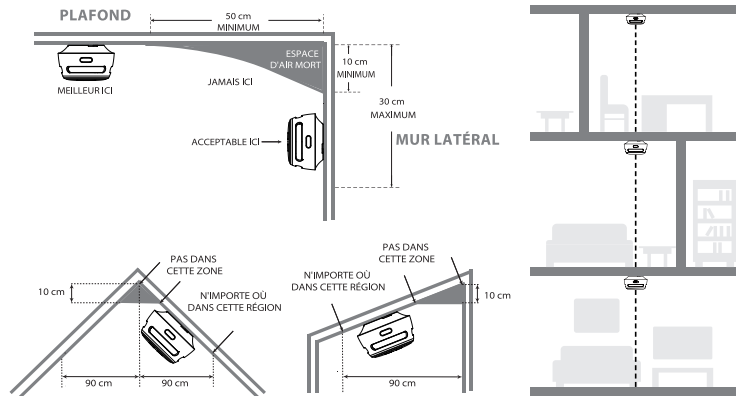 PLAFOND
50 cm
MINIMUM
ESPACE
D'AIR MORT
10 cm
MINIMUM
JAMAIS ICI
MEILLEUR ICI
30 cm
MAXIMUM
ACCEPTABLE ICI
MUR LATÉRAL
PAS DANS
CETTE ZONE
10 cm
N'IMPORTE OÙ
DANS CETTE RÉGION
90 cm
90 cm
PAS DANS
CETTE ZONE
N'IMPORTE OÙ
DANS CETTE RÉGION
10 cm
90 cm